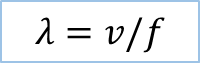 λ = v/f